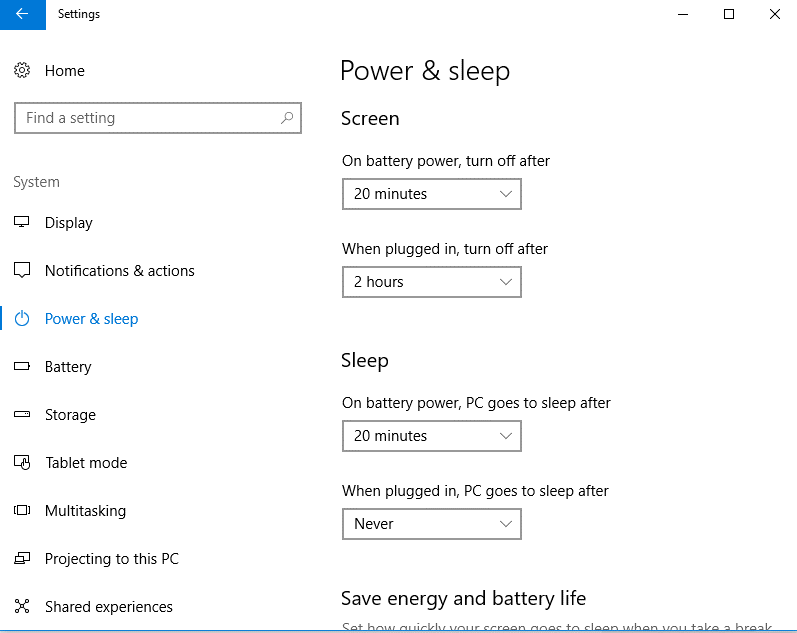 Settings
Home
Find a setting
System
Display
Notifications & actions
Power & sleep
Battery
Storage
Tablet mode
Multitasking
Projecting to this PC
Shared experiences
Power & sleep
Screen
On battery power, turn off after
20 minutes
When plugged in, turn off after
2 hours
Sleep
On battery power, PC goes to sleep after
20 minutes
When plugged in, PC goes to sleep after
Never
Save energy and battery life
Set how quickly your screen goes to sleep when you take a break